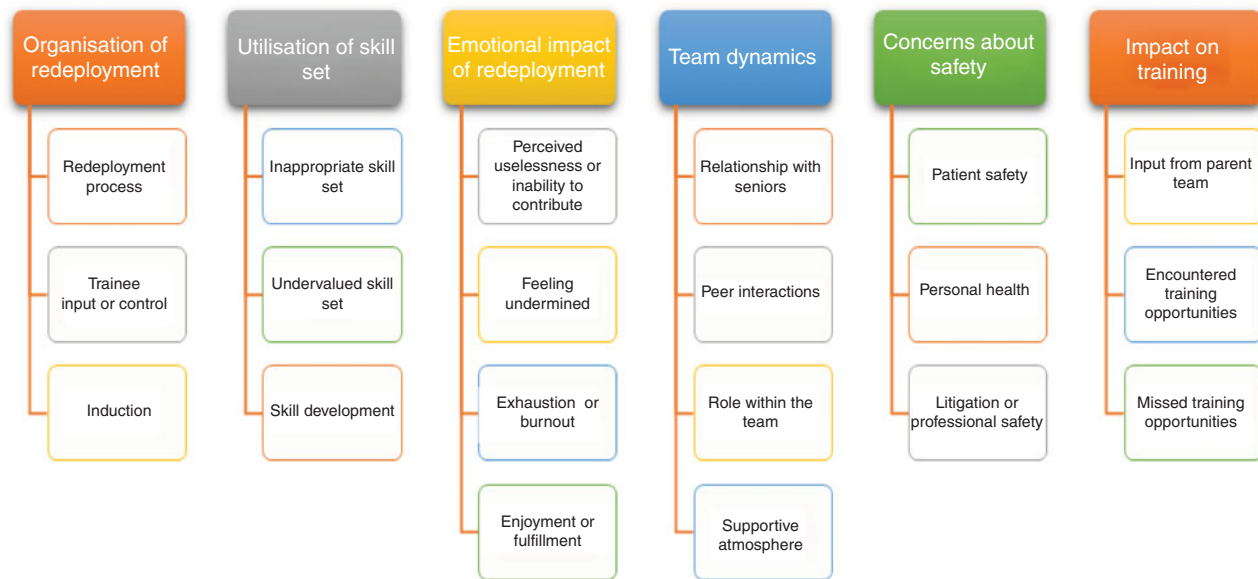 Organisation of
redeployment
Redeployment
process
Trainee
input or control
Induction
Utilisation of skill
set
Inappropriate skill
set
Undervalued skill
set
Skill development
Emotional impact
of redeployment
Perceived
uselessness or
inability to
contribute
Feeling
undermined
Exhaustion or
burnout
Enjoyment or
fulfillment
Team dynamics
Relationship with
seniors
Peer interactions
Role within the
team
Supportive
atmosphere
Concerns about
safety
Patient safety
Personal health
Litigation or
professional safety
Impact on
training
Input from parent
team
Encountered
training
opportunities
Missed training
opportunities